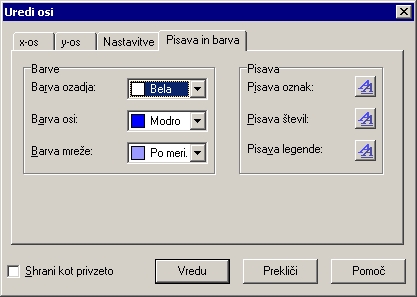 Uredi osi
x-os y-os Nastavitve Pisava in barva
Barve Pisava
Barva ozadja: Bela Pisava oznak:
Barva osi: Modro Pisava števil:
Barva mreže: Po meri. Pisava legende:
Shrani kot privzeto Vredu Prekliči Pomoč